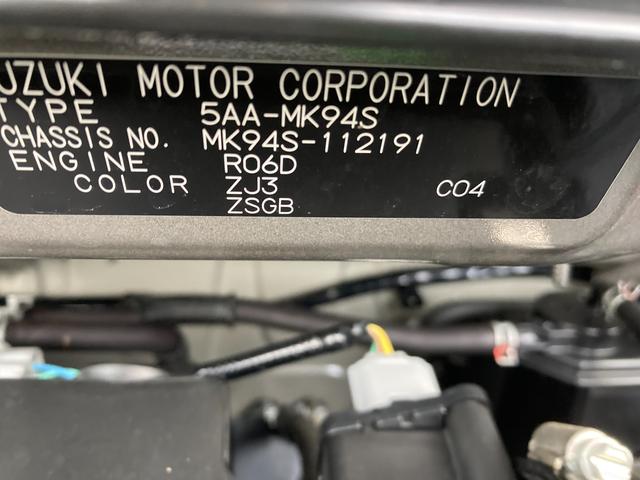 UZUKI MOTOR CORPORATION
TYPE 5AA-MK94S
CHASSIS NO. MK94S-112191
ENGINE R06D
COLOR ZJ3 C04
ZSGB